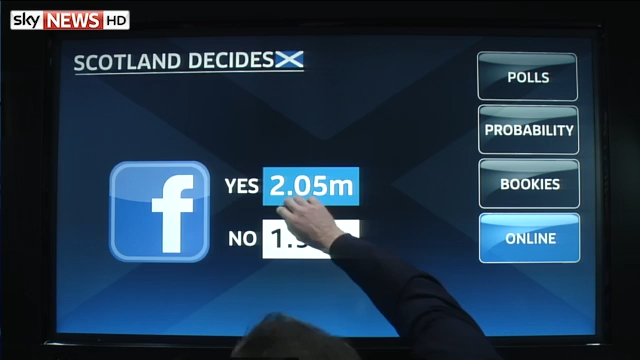 sky NEWS HD
SCOTLAND DECIDES
POLLS
PROBABILITY
BOOKIES
ONLINE
f
YES 2.05m
NO